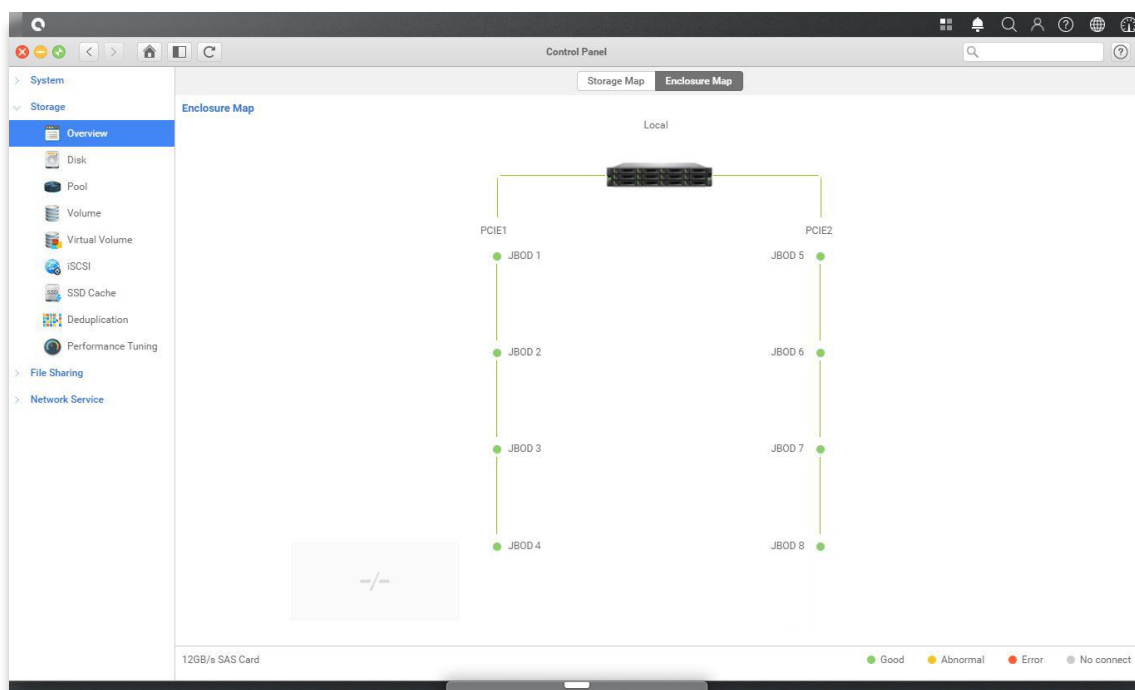 Control Panel
System
Storage
Overview
Disk
Pool
Volume
Virtual Volume
iSCSI
SSD Cache
Deduplication
Performance Tuning
File Sharing
Network Service
Storage Map Enclosure Map
Enclosure Map
Local
PCIE1 PCIE2
JBOD 1 JBOD 5
JBOD 2 JBOD 6
JBOD 3 JBOD 7
JBOD 4 JBOD 8
-/-
12GB/s SAS Card Good Abnormal Error No connect